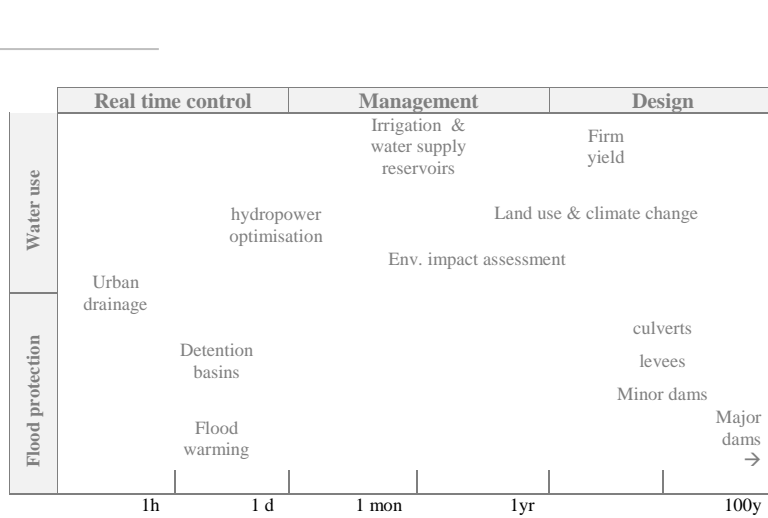 Real time control Management Design
Water use
Irrigation &
water supply
reservoirs
Firm
yield
hydropower
optimisation
Land use & climate change
Env. impact assessment
Urban
drainage
Flood protection
culverts
Detention
basins
levees
Minor dams
Flood
warming
Major
dams
→
1h 1 d 1 mon 1yr 100y